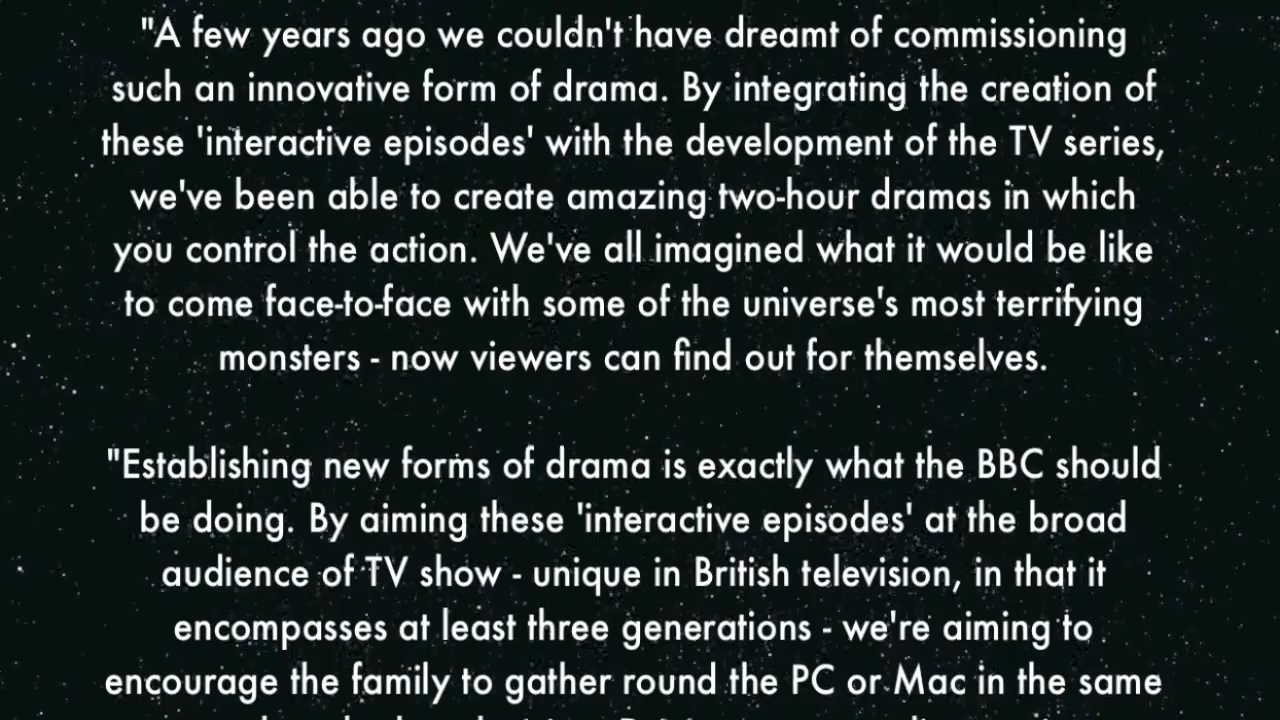 "A few years ago we couldn't have dreamt of commissioning
such an innovative form of drama. By integrating the creation of
these 'interactive episodes' with the development of the TV series,
we've been able to create amazing two-hour dramas in which
you control the action. We've all imagined what it would be like
to come face-to-face with some of the universe's most terrifying
monsters - now viewers can find out for themselves.
"Establishing new forms of drama is exactly what the BBC should
be doing. By aiming these 'interactive episodes' at the broad
audience of TV show - unique in British television, in that it
encompasses at least three generations - we're aiming to
encourage the family to gather round the PC or Mac in the same